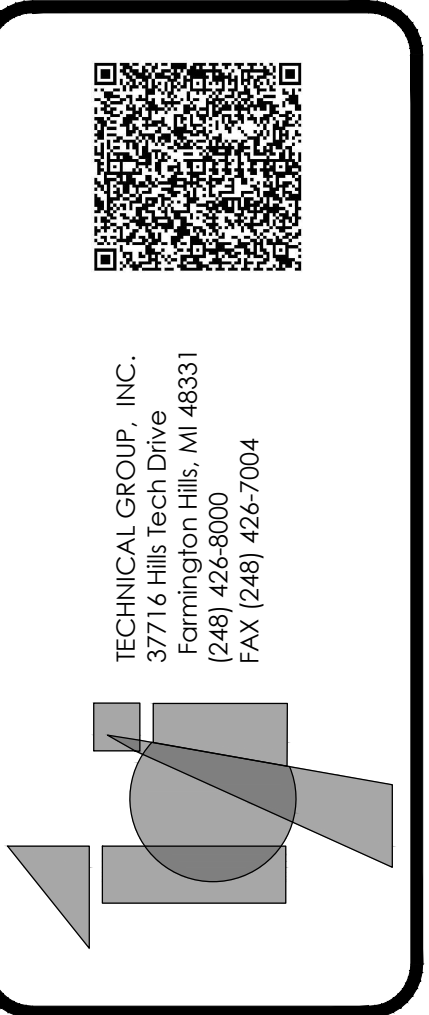 TECHNICAL GROUP, INC.
37716 Hills Tech Drive
Farmington Hills, MI 48331
(248) 426-8000
FAX (248) 426-7004